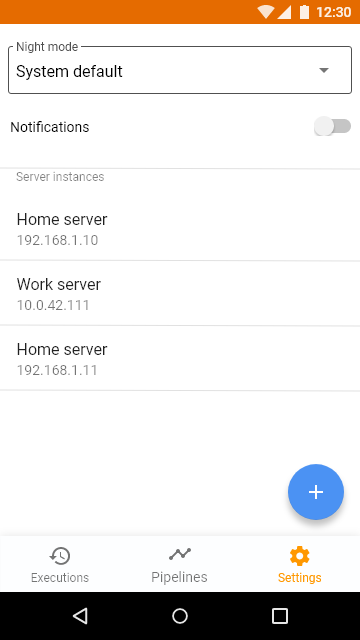 12:30
Night mode
System default
Notifications
Server instances
Home server
192.168.1.10
Work server
10.0.42.111
Home server
192.168.1.11
Executions
Pipelines
Settings